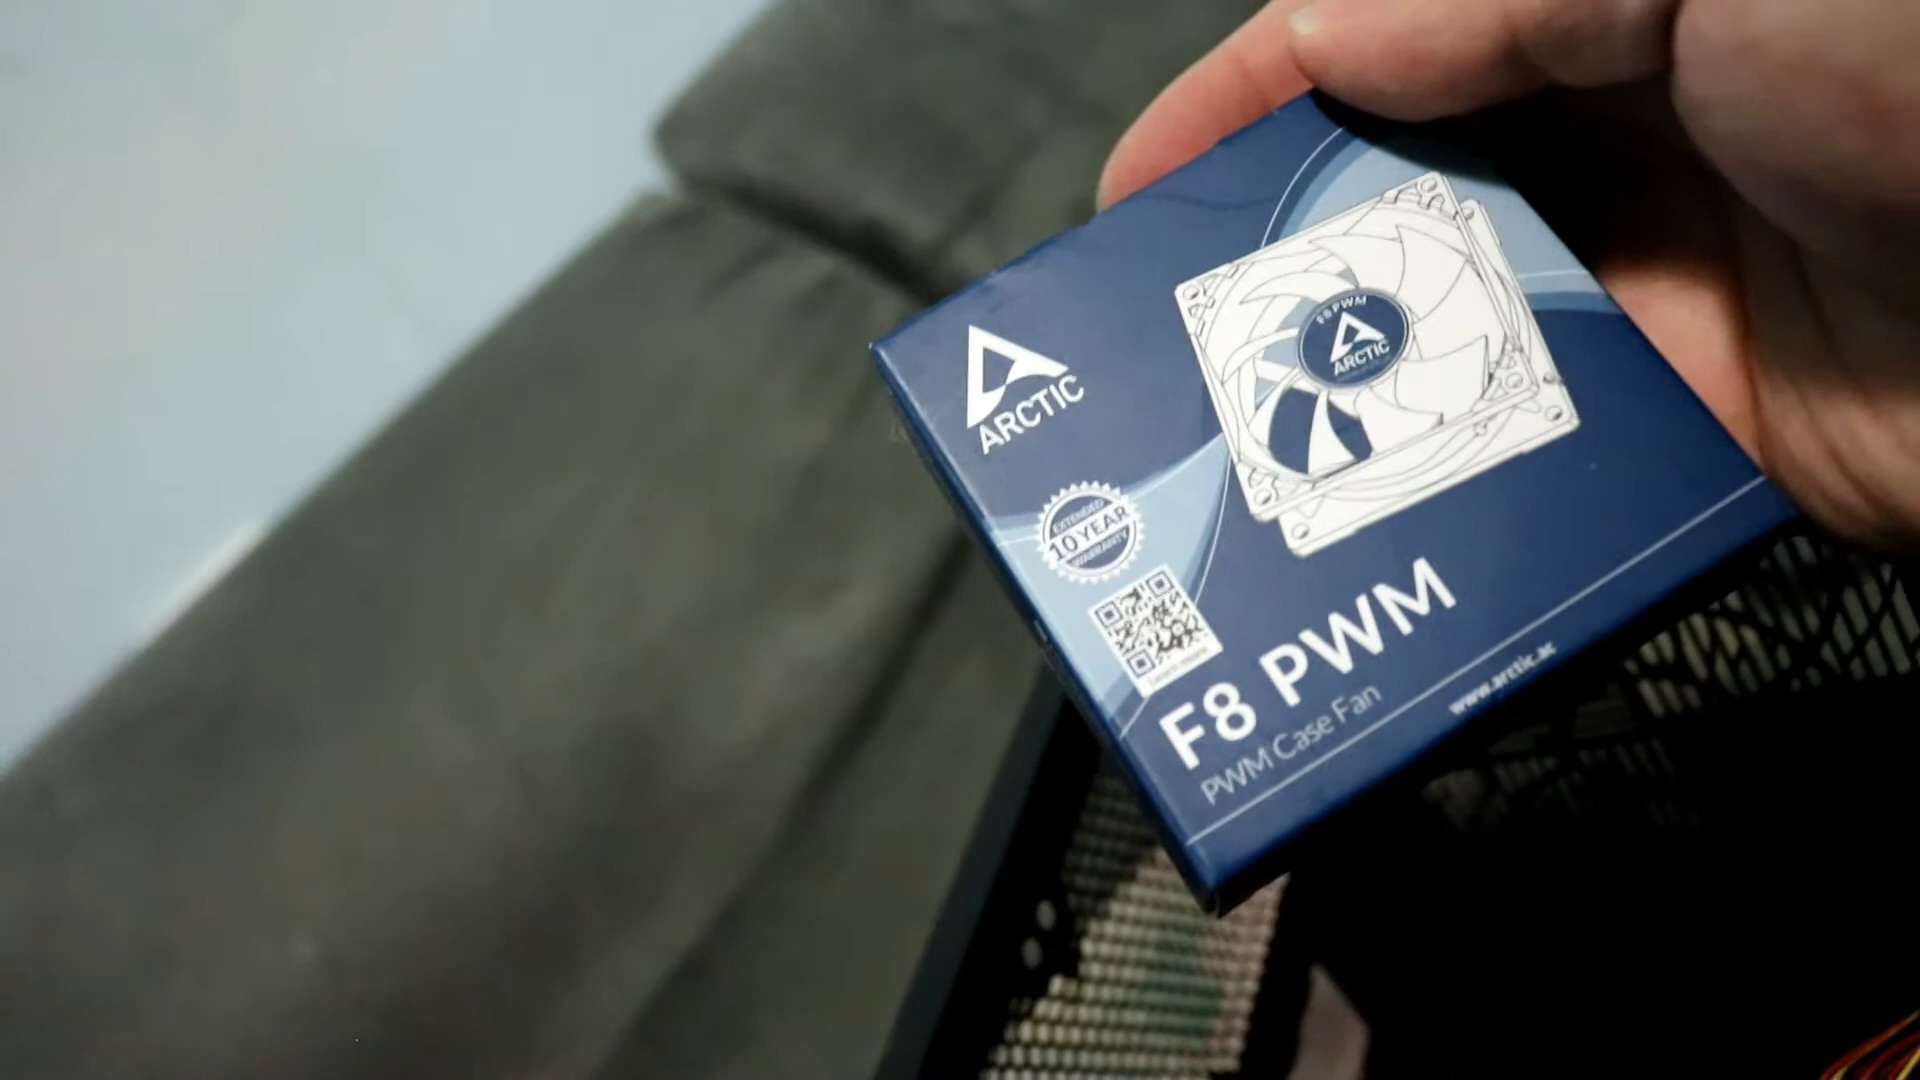 ARCTIC
F8 PWM
ARCTIC
EXTENDED
10 YEAR
WARRANTY
F8 PWM
PWM Case Fan
www.arctic.ac